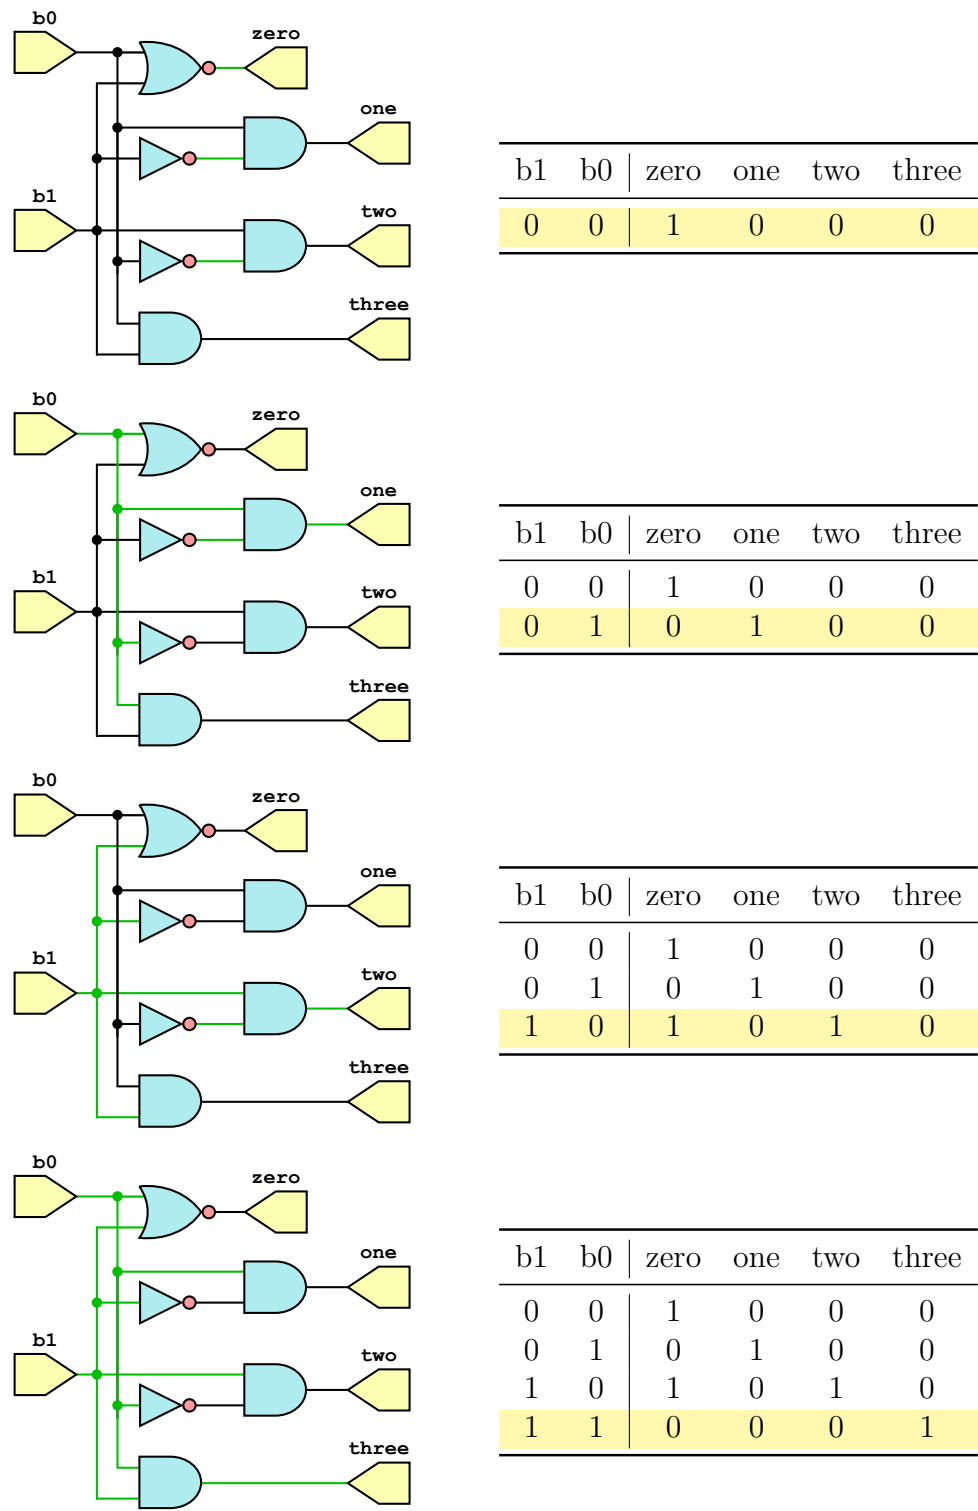 b0
zero
one
b1
two
three
b1 b0 zero one two three
0 0 1 0 0 0
b0
zero
one
b1
two
three
b1 b0 zero one two three
0 0 1 0 0 0
0 1 0 1 0 0
b0
zero
one
b1
two
three
b1 b0 zero one two three
0 0 1 0 0 0
0 1 0 1 0 0
1 0 1 0 1 0
b0
zero
one
b1
two
three
b1 b0 zero one two three
0 0 1 0 0 0
0 1 0 1 0 0
1 0 1 0 1 0
1 1 0 0 0 1